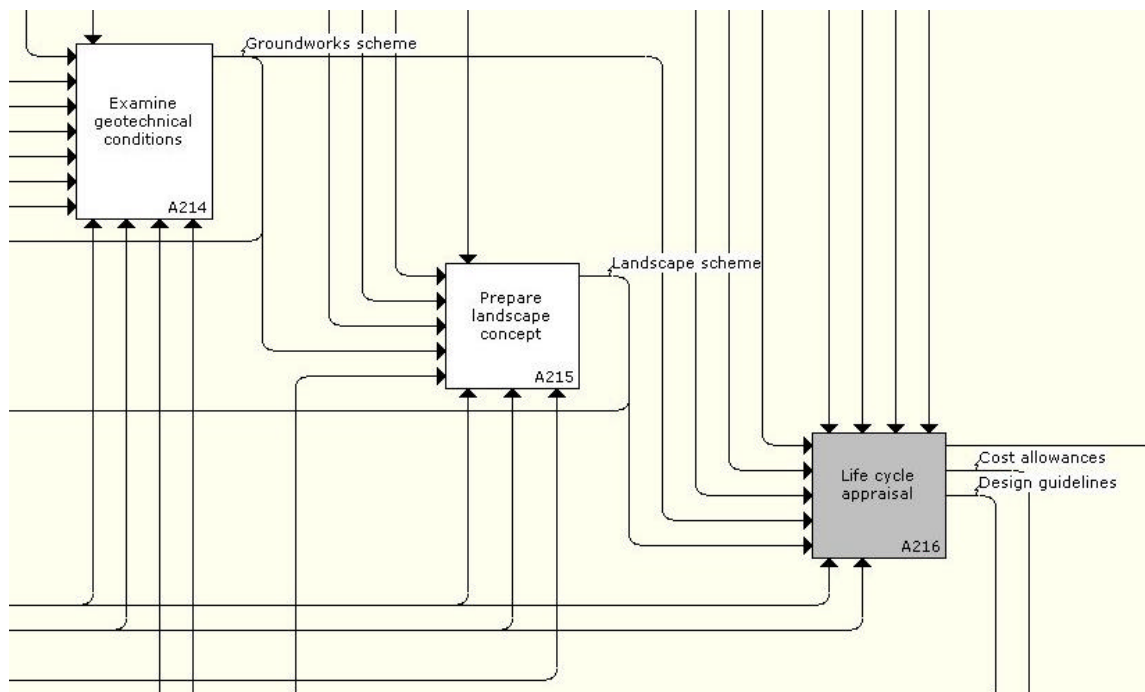 Groundworks scheme
Examine
geotechnical
conditions
A214
Landscape scheme
Prepare
landscape
concept
A215
Life cycle
appraisal
A216
Cost allowances
Design guidelines